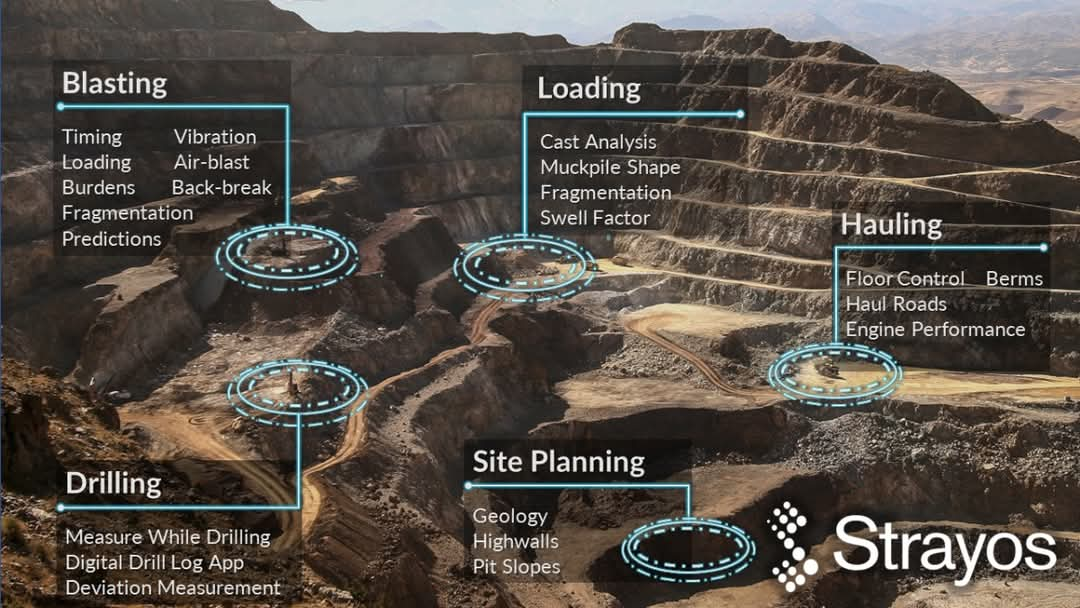 Blasting
Timing Vibration
Loading Air-blast
Burdens Back-break
Fragmentation
Predictions
Loading
Cast Analysis
Muckpile Shape
Fragmentation
Swell Factor
Hauling
Floor Control Berms
Haul Roads
Engine Performance
Drilling
Measure While Drilling
Digital Drill Log App
Deviation Measurement
Site Planning
Geology
Highwalls
Pit Slopes
Strayos